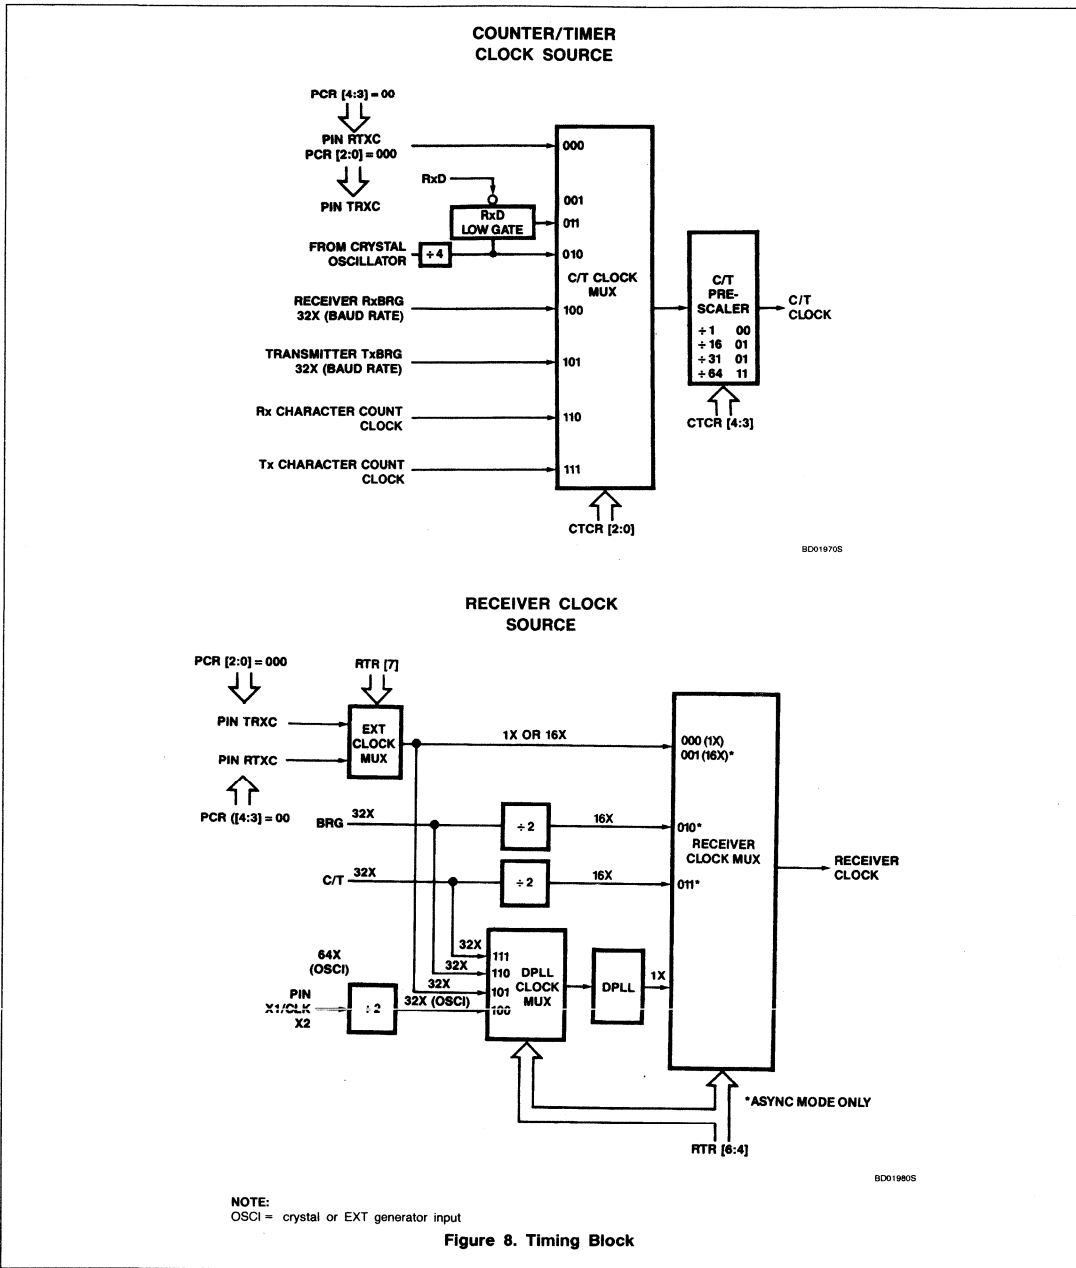 COUNTER/TIMER
CLOCK SOURCE
PCR [4:3] = 00
PIN RTXC
PCR [2:0] = 000
PIN TRXC
RxD
RxD
LOW GATE
FROM CRYSTAL
OSCILLATOR
÷4
RECEIVER RxBRG
32X (BAUD RATE)
TRANSMITTER TxBRG
32X (BAUD RATE)
Rx CHARACTER COUNT
CLOCK
Tx CHARACTER COUNT
CLOCK
000
001
011
010
C/T CLOCK
MUX
100
101
110
111
CTCR [2:0]
C/T
PRE-
SCALER
÷ 1 00
÷ 16 01
÷ 31 01
÷ 64 11
CTCR [4:3]
C/T
CLOCK
BD01970S
RECEIVER CLOCK
SOURCE
PCR [2:0] = 000
RTR [7]
PIN TRXC
PIN RTXC
EXT
CLOCK
MUX
PCR ([4:3] = 00
1X OR 16X
000 (1X)
001 (16X)*
BRG
32X
÷ 2
16X
010*
RECEIVER
CLOCK MUX
RECEIVER
CLOCK
C/T
32X
÷ 2
16X
011*
64X
(OSCI)
PIN
X1/CLK
X2
÷ 2
32X (OSCI)
32X
32X
32X
111
110
101
100
DPLL
CLOCK
MUX
DPLL
1X
*ASYNC MODE ONLY
RTR [6:4]
BD01980S
NOTE:
OSCI = crystal or EXT generator input
Figure 8. Timing Block